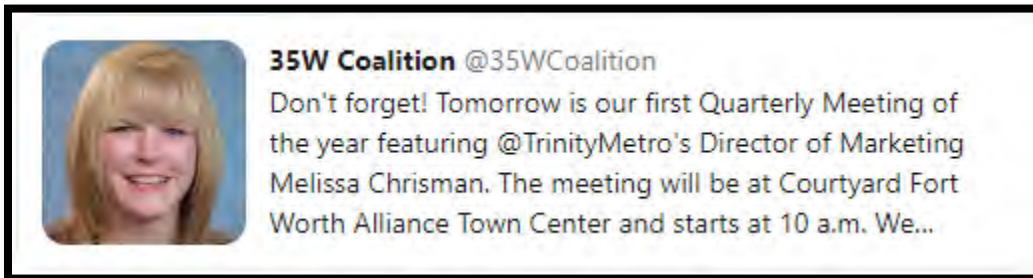 35W Coalition @35WCoalition
Don't forget! Tomorrow is our first Quarterly Meeting of
the year featuring @TrinityMetro's Director of Marketing
Melissa Chrisman. The meeting will be at Courtyard Fort
Worth Alliance Town Center and starts at 10 a.m. We...